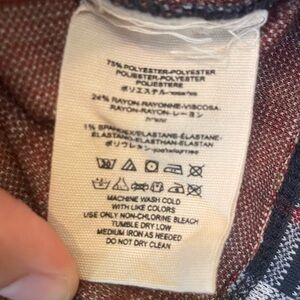 75% POLYESTER-POLYESTER
POLIESTER-POLYESTER
POLIESTERE
ポリエステル
24% RAYON-RAYONNE-VISCOSA
RAYON-RAYON-レーヨン
1% SPANDEX/ELASTANE-ÉLASTANE-
ELASTANO-ELASTHAN-ELASTAN
ポリウレタン
MACHINE WASH COLD
WITH LIKE COLORS
USE ONLY NON-CHLORINE BLEACH
TUMBLE DRY LOW
MEDIUM IRON AS NEEDED
DO NOT DRY CLEAN